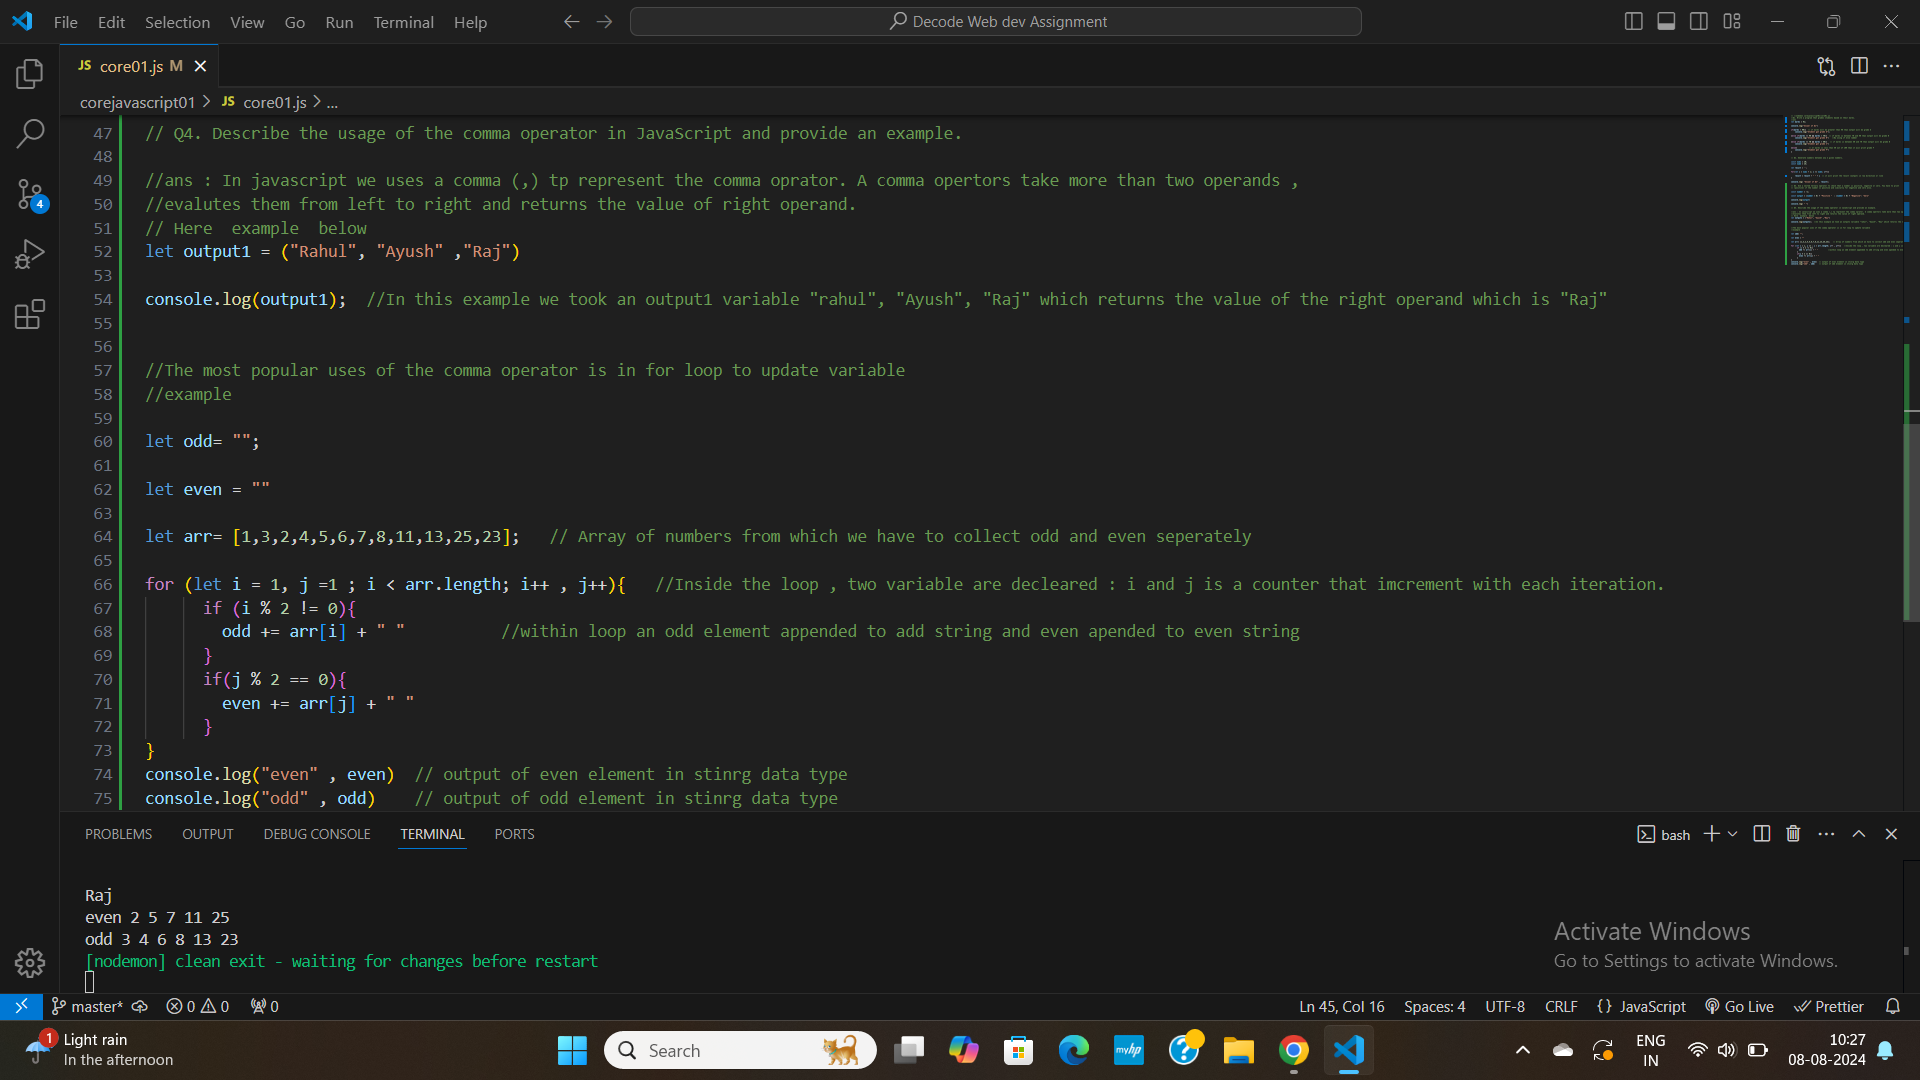 File Edit Selection View Go Run Terminal Help
Decode Web dev Assignment
JS core01.js M
corejavascript01 > JS core01.js > ...
47 // Q4. Describe the usage of the comma operator in JavaScript and provide an example.
48
49 //ans : In javascript we uses a comma (,) tp represent the comma oprator. A comma opertors take more than two operands ,
50 //evalutes them from left to right and returns the value of right operand.
51 // Here  example  below
52 let output1 = ("Rahul", "Ayush" ,"Raj")
53
54 console.log(output1);  //In this example we took an output1 variable "rahul", "Ayush", "Raj" which returns the value of the right operand which is "Raj"
55
56
57 //The most popular uses of the comma operator is in for loop to update variable
58 //example
59
60 let odd= "";
61
62 let even = ""
63
64 let arr= [1,3,2,4,5,6,7,8,11,13,25,23];   // Array of numbers from which we have to collect odd and even seperately
65
66 for (let i = 1, j =1 ; i < arr.length; i++ , j++){   //Inside the loop , two variable are decleared : i and j is a counter that imcrement with each iteration.
67 if (i % 2 != 0){
68 odd += arr[i] + " "          //within loop an odd element appended to add string and even apended to even string
69 }
70 if(j % 2 == 0){
71 even += arr[j] + " "
72 }
73 }
74 console.log("even" , even)  // output of even element in stinrg data type
75 console.log("odd" , odd)    // output of odd element in stinrg data type
PROBLEMS OUTPUT DEBUG CONSOLE TERMINAL PORTS
bash
Raj
even 2 5 7 11 25
odd 3 4 6 8 13 23
[nodemon] clean exit - waiting for changes before restart
Activate Windows
Go to Settings to activate Windows.
4
master* 0 0 0
Ln 45, Col 16 Spaces: 4 UTF-8 CRLF {} JavaScript Go Live Prettier
1
Light rain
In the afternoon
Search
myhp
ENG
IN
10:27
08-08-2024